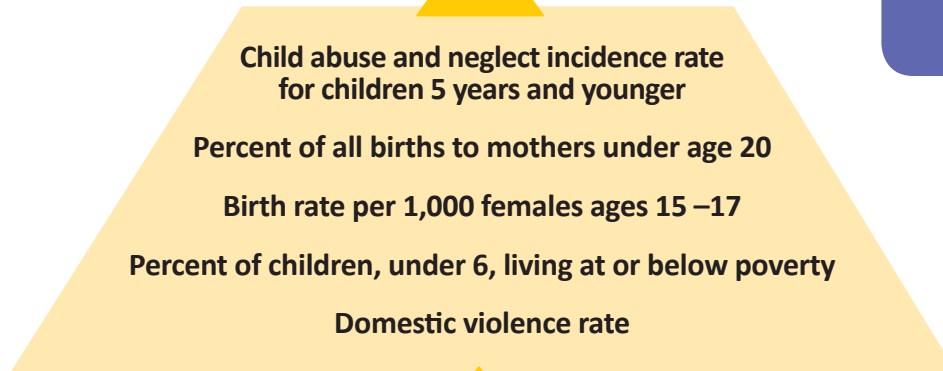 Child abuse and neglect incidence rate
for children 5 years and younger
Percent of all births to mothers under age 20
Birth rate per 1,000 females ages 15 –17
Percent of children, under 6, living at or below poverty
Domestic violence rate